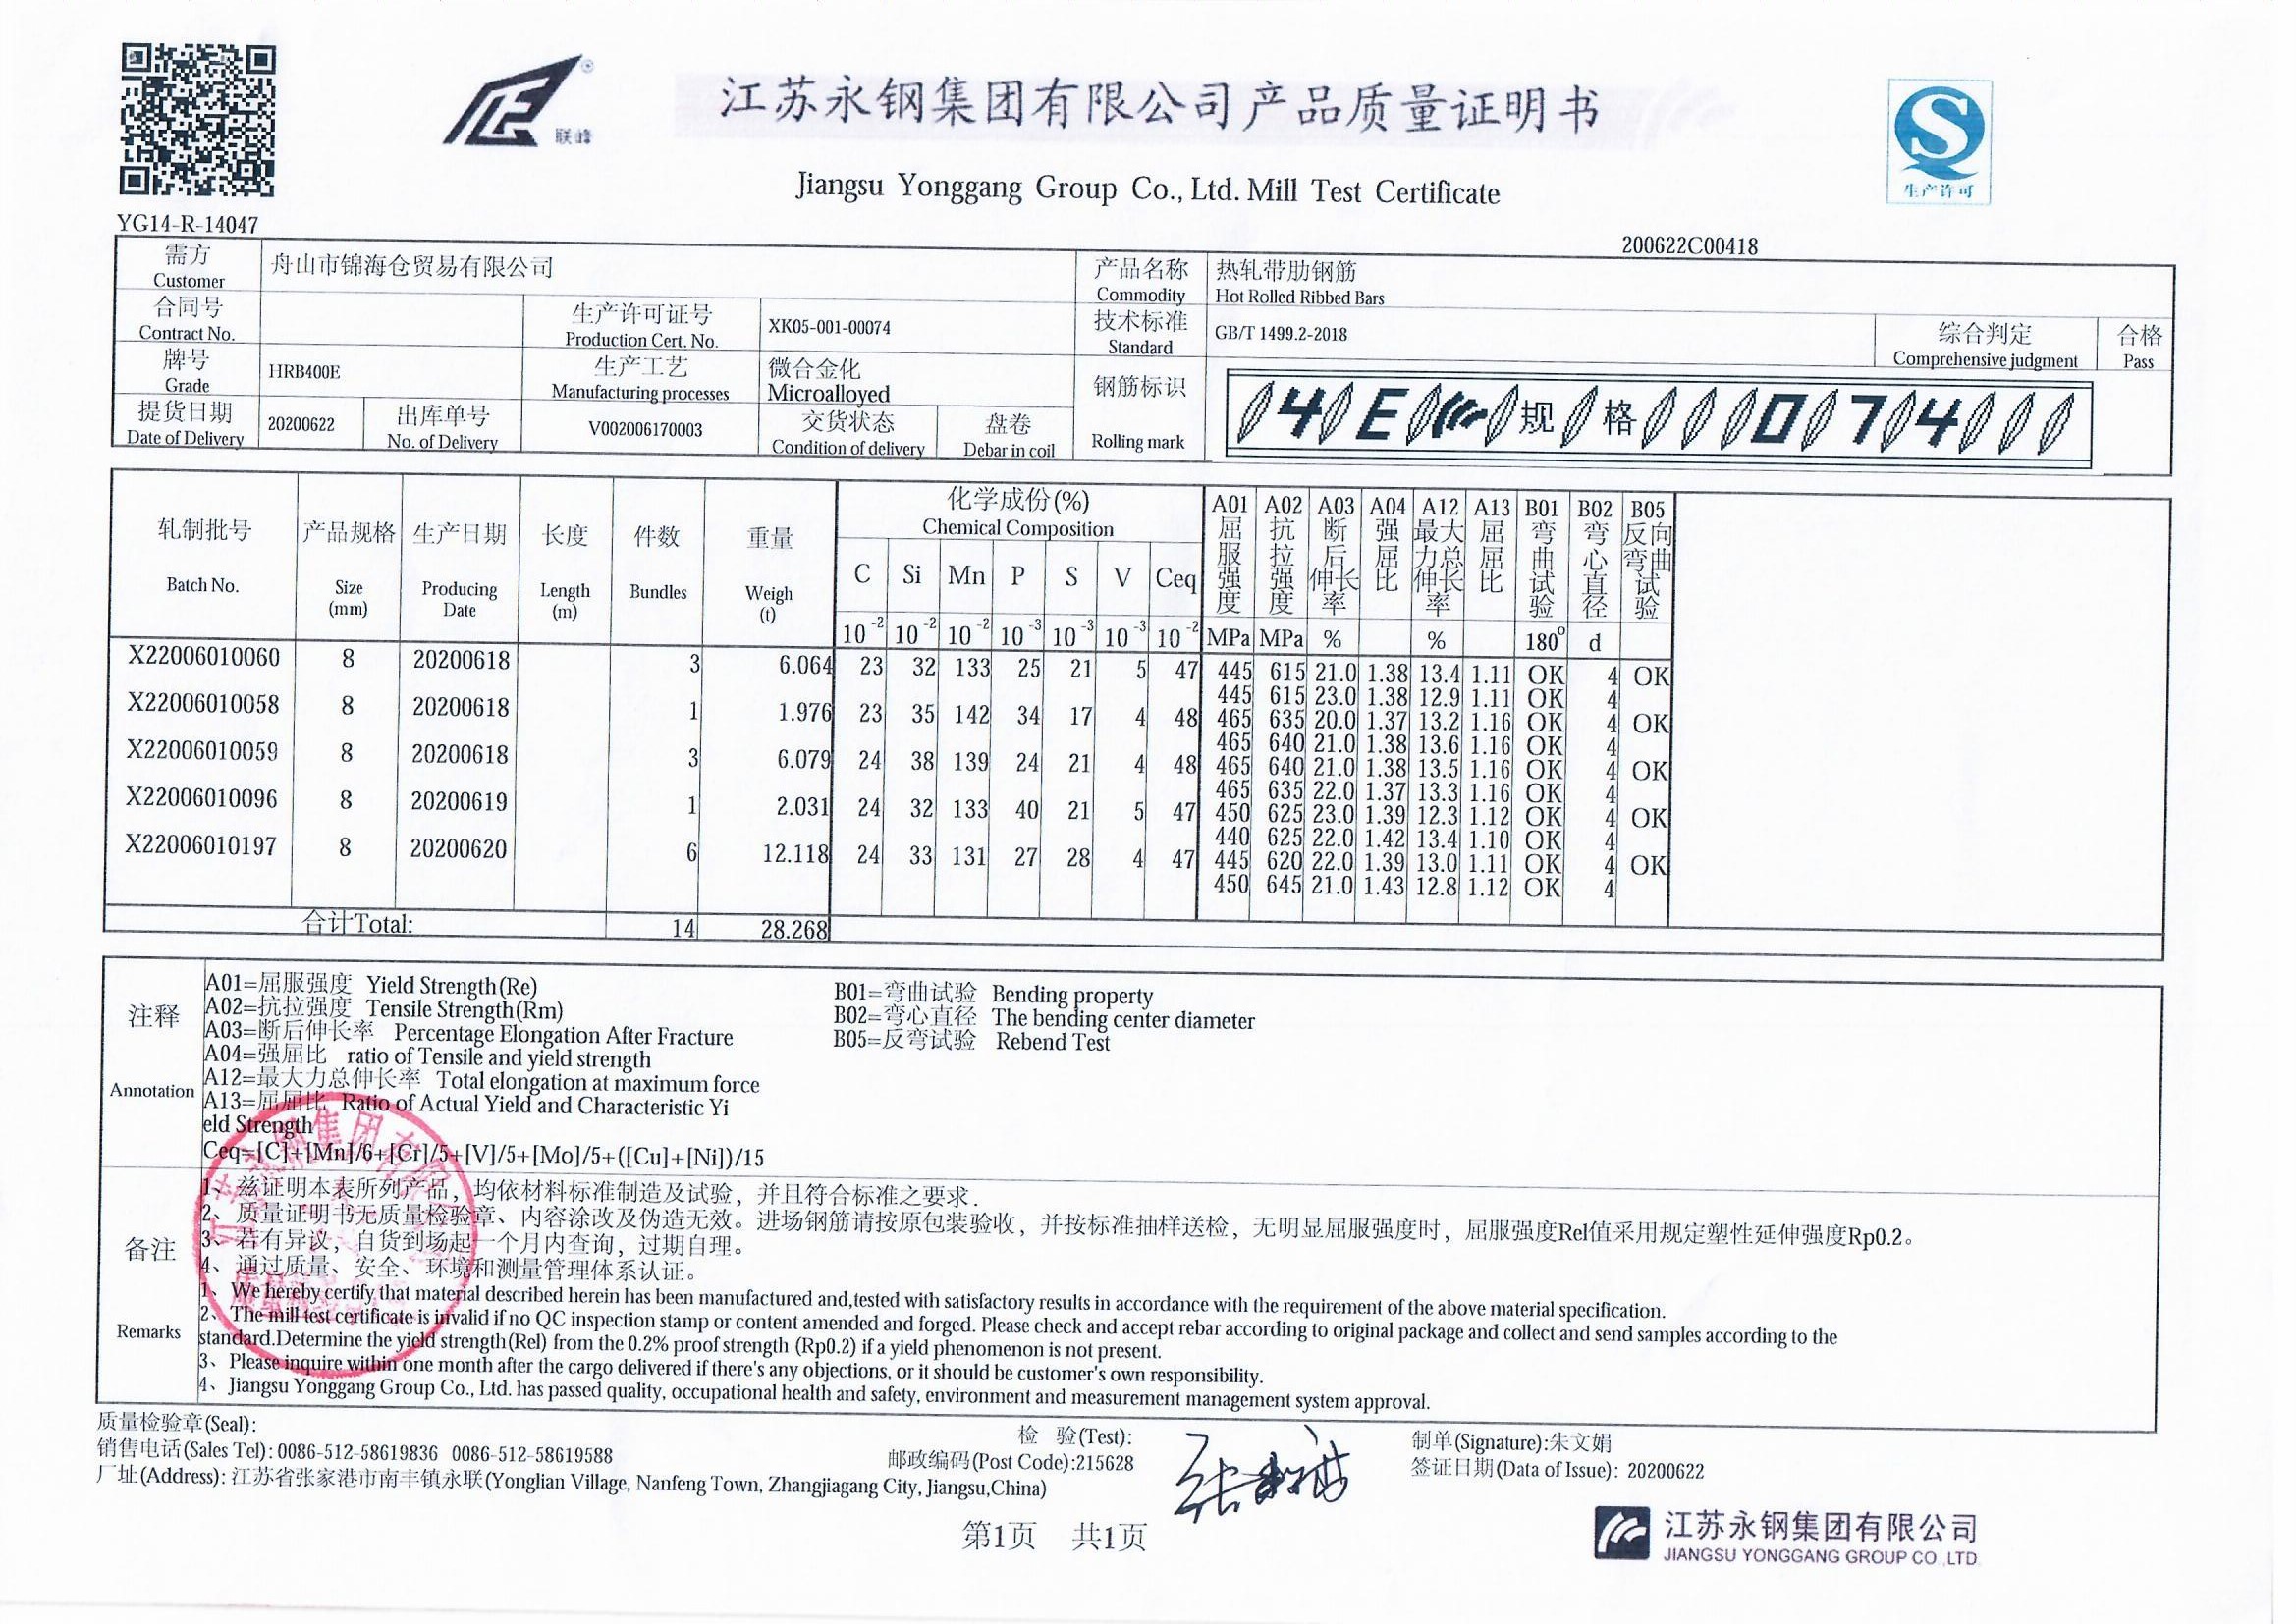 联峰
江苏永钢集团有限公司产品质量证明书
Jiangsu Yonggang Group Co., Ltd. Mill Test Certificate
生产许可
YG14-R-14047
200622C00418
需方 Customer 舟山市锦海仓贸易有限公司 产品名称 Commodity 热轧带肋钢筋 Hot Rolled Ribbed Bars
合同号 Contract No. 生产许可证号 Production Cert. No. XK05-001-00074 技术标准 Standard GB/T 1499.2-2018 综合判定 Comprehensive judgment 合格 Pass
牌号 Grade HRB400E 生产工艺 Manufacturing processes 微合金化 Microalloyed 钢筋标识 Rolling mark 4 E 规 格 0 7 4
提货日期 Date of Delivery 20200622 出库单号 No. of Delivery V002006170003 交货状态 Condition of delivery 盘卷 Debar in coil
轧制批号 Batch No. 产品规格 Size (mm) 生产日期 Producing Date 长度 Length (m) 件数 Bundles 重量 Weigh (t) 化学成份(%) Chemical Composition
C Si Mn P S V Ceq
10-2 10-2 10-2 10-3 10-3 10-3 10-2
A01 屈服强度 MPa A02 抗拉强度 MPa A03 断后伸长率 % A04 强屈比 A12 最大力总伸长率 % A13 屈屈比 B01 弯曲试验 180° B02 弯心直径 d B05 反向弯曲试验
X22006010060 8 20200618 3 6.064 23 32 133 25 21 5 47 445 615 21.0 1.38 13.4 1.11 OK 4 OK
445 615 23.0 1.38 12.9 1.11 OK 4
X22006010058 8 20200618 1 1.976 23 35 142 34 17 4 48 465 635 20.0 1.37 13.2 1.16 OK 4 OK
465 640 21.0 1.38 13.6 1.16 OK 4
X22006010059 8 20200618 3 6.079 24 38 139 24 21 4 48 465 640 21.0 1.38 13.5 1.16 OK 4 OK
465 635 22.0 1.37 13.3 1.16 OK 4
X22006010096 8 20200619 1 2.031 24 32 133 40 21 5 47 450 625 23.0 1.39 12.3 1.12 OK 4 OK
440 625 22.0 1.42 13.4 1.10 OK 4
X22006010197 8 20200620 6 12.118 24 33 131 27 28 4 47 445 620 22.0 1.39 13.0 1.11 OK 4 OK
450 645 21.0 1.43 12.8 1.12 OK 4
合计Total: 14 28.268
注释 Annotation
A01=屈服强度 Yield Strength(Re)
A02=抗拉强度 Tensile Strength(Rm)
A03=断后伸长率 Percentage Elongation After Fracture
A04=强屈比 ratio of Tensile and yield strength
A12=最大力总伸长率 Total elongation at maximum force
A13=屈屈比 Ratio of Actual Yield and Characteristic Yi
eld Strength
Ceq=[C]+[Mn]/6+[Cr]/5+[V]/5+[Mo]/5+([Cu]+[Ni])/15
B01=弯曲试验 Bending property
B02=弯心直径 The bending center diameter
B05=反弯试验 Rebend Test
备注 Remarks
1、兹证明本表所列产品，均依材料标准制造及试验，并且符合标准之要求.
2、质量证明书无质量检验章、内容涂改及伪造无效。进场钢筋请按原包装验收，并按标准抽样送检，无明显屈服强度时，屈服强度Rel值采用规定塑性延伸强度Rp0.2。
3、若有异议，自货到场起一个月内查询，过期自理。
4、通过质量、安全、环境和测量管理体系认证。
1、We hereby certify that material described herein has been manufactured and,tested with satisfactory results in accordance with the requirement of the above material specification.
2、The mill test certificate is invalid if no QC inspection stamp or content amended and forged. Please check and accept rebar according to original package and collect and send samples according to the
standard.Determine the yield strength(Rel) from the 0.2% proof strength (Rp0.2) if a yield phenomenon is not present.
3、Please inquire within one month after the cargo delivered if there's any objections, or it should be customer's own responsibility.
4、Jiangsu Yonggang Group Co., Ltd. has passed quality, occupational health and safety, environment and measurement management system approval.
质量检验章(Seal): 检 验(Test): 制单(Signature):朱文娟
销售电话(Sales Tel): 0086-512-58619836 0086-512-58619588 邮政编码(Post Code):215628 签证日期(Data of Issue): 20200622
厂址(Address): 江苏省张家港市南丰镇永联(Yonglian Village, Nanfeng Town, Zhangjiagang City, Jiangsu,China)
第1页 共1页
江苏永钢集团有限公司
JIANGSU YONGGANG GROUP CO.,LTD